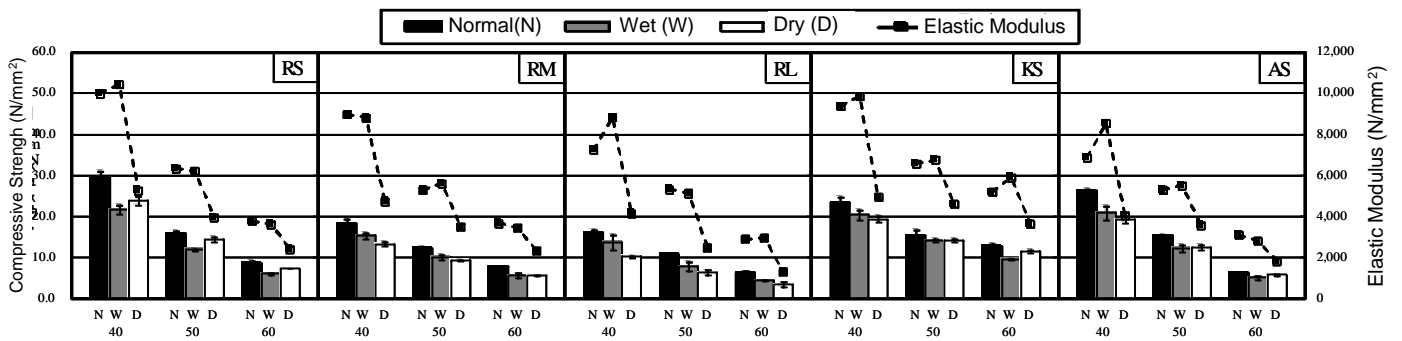 Normal(N) Wet (W) Dry (D) Elastic Modulus
Compressive Strengh (N/mm²)
60.0
50.0
40.0
30.0
20.0
10.0
0.0
RS
RM
RL
KS
AS
12,000
10,000
8,000
6,000
4,000
2,000
0
Elastic Modulus (N/mm²)
N W D N W D N W D N W D N W D N W D N W D N W D N W D N W D N W D N W D N W D N W D N W D
40 50 60 40 50 60 40 50 60 40 50 60 40 50 60